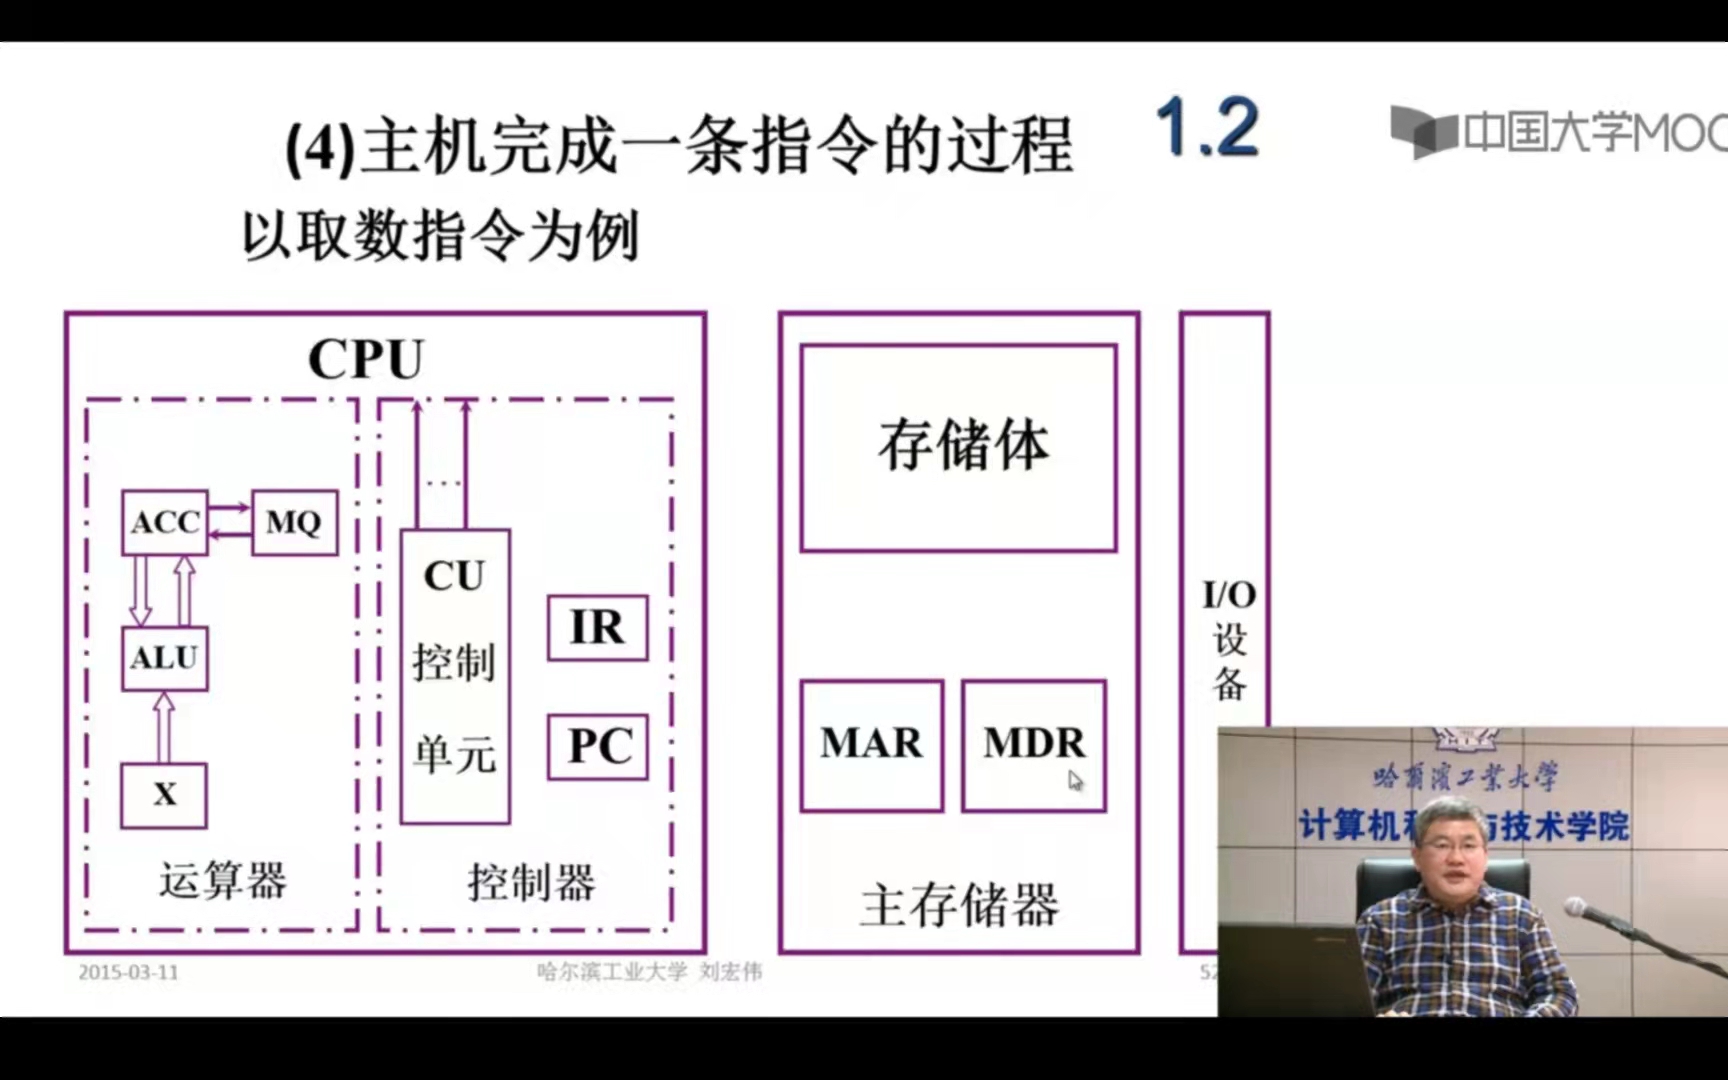 (4)主机完成一条指令的过程
1.2
中国大学MOO
以取数指令为例
CPU
存储体
...
ACC
MQ
CU
控制
单元
IR
I/O
设
备
ALU
PC
MAR
MDR
X
运算器
控制器
主存储器
哈尔滨工业大学
计算机科 与技术学院
2015-03-11
哈尔滨工业大学 刘宏伟
52